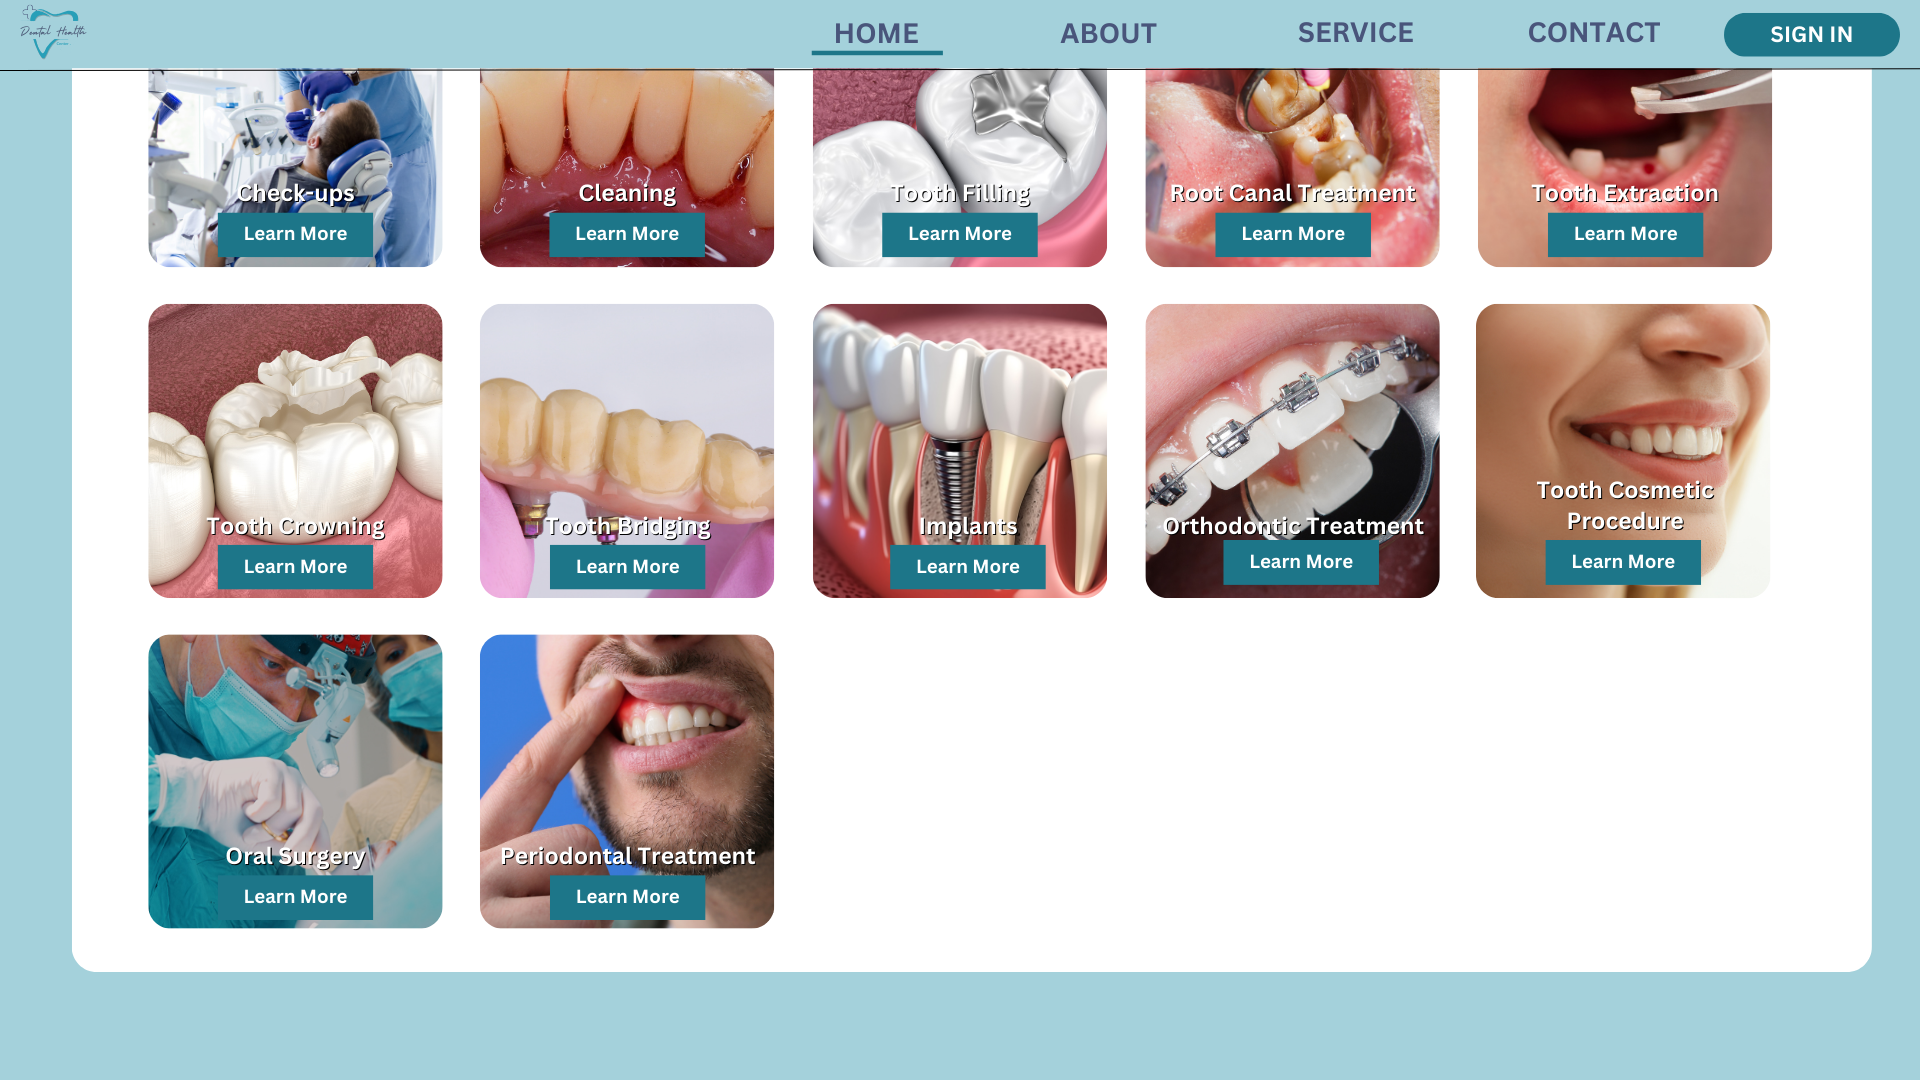 Dental Health
HOME
ABOUT
SERVICE
CONTACT
SIGN IN
Check-ups
Learn More
Cleaning
Learn More
Tooth Filling
Learn More
Root Canal Treatment
Learn More
Tooth Extraction
Learn More
Tooth Crowning
Learn More
Tooth Bridging
Learn More
Implants
Learn More
Orthodontic Treatment
Learn More
Tooth Cosmetic
Procedure
Learn More
Oral Surgery
Learn More
Periodontal Treatment
Learn More